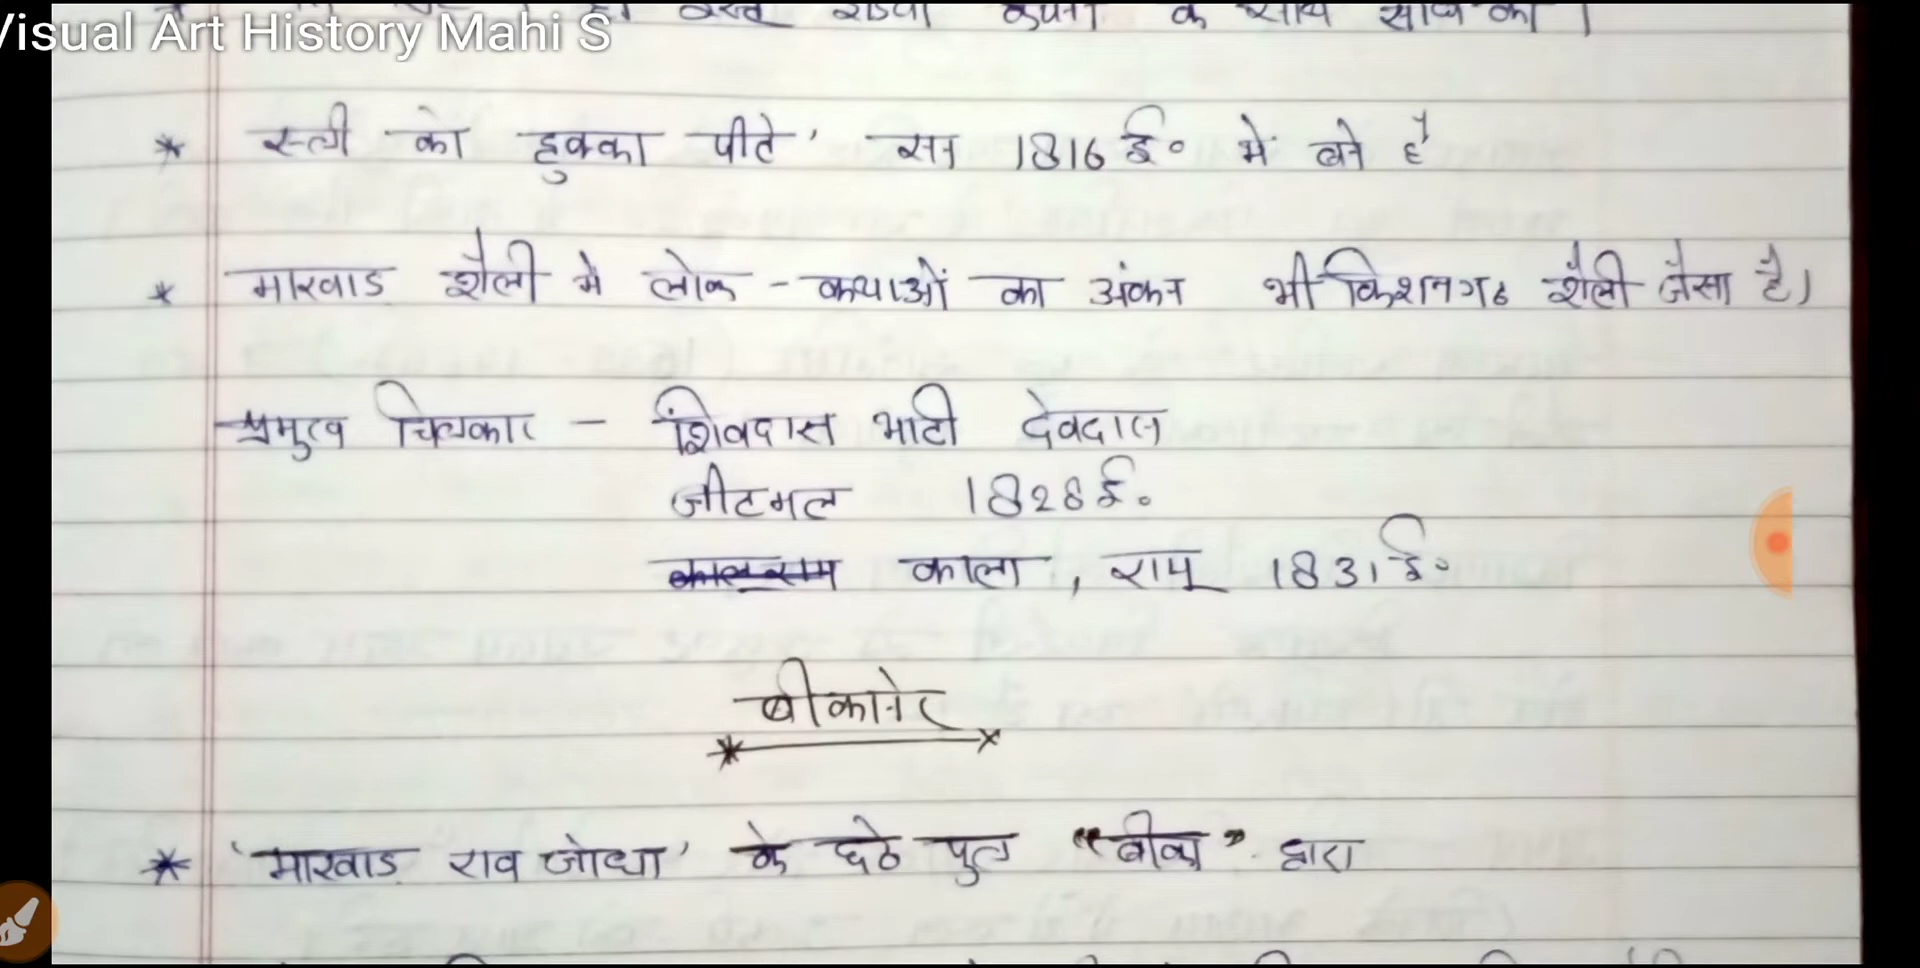 Visual Art History Mahi S
के साथ संधि की |
* स्त्री को हुक्का पीते ' सन 1816 ई० में बने है
* मारवाड शैली मे लोक - कथाओं का अंकन भी किशनगढ शैली जैसा है।
प्रमुख चित्रकार - शिवदास भाटी देवदास
जीतमल 1828 ई०
काला , रामू 1831 ई०
बीकानेर
* 'मारवाड राव जोधा' के छठे पुत्र "बीका" द्वारा